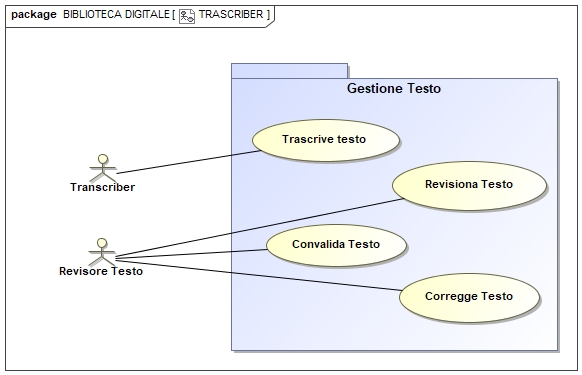 package BIBLIOTECA DIGITALE [ TRASCRIBER ]
Gestione Testo
Trascrive testo
Transcriber
Revisiona Testo
Convalida Testo
Revisore Testo
Corregge Testo